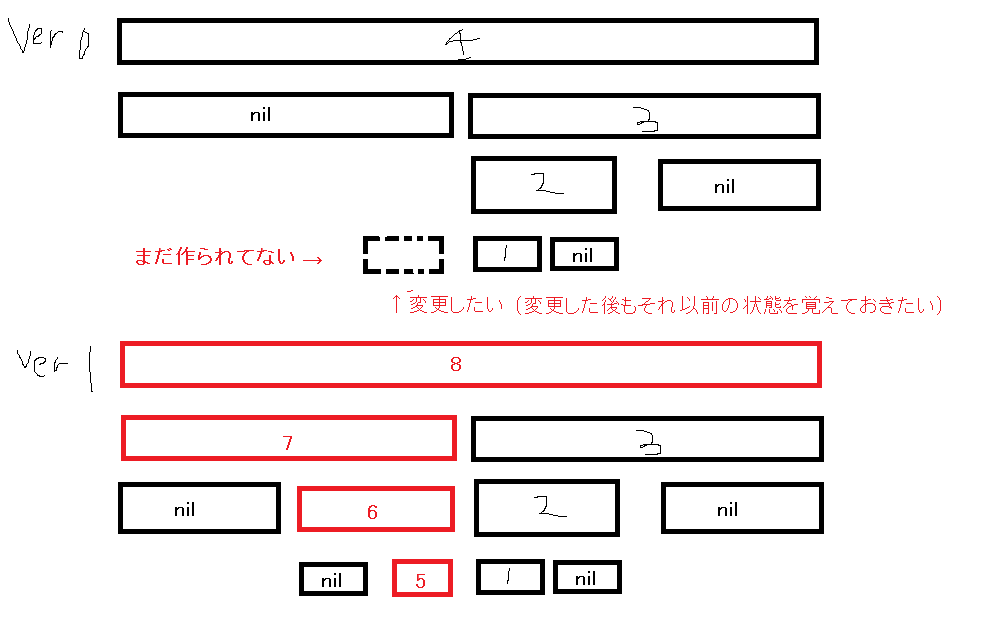 Ver 0
4
nil 3
2 nil
まだ作られてない → 1 nil
↑変更したい（変更した後もそれ以前の状態を覚えておきたい）
ver 1
8
7 3
nil 6 2 nil
nil 5 1 nil